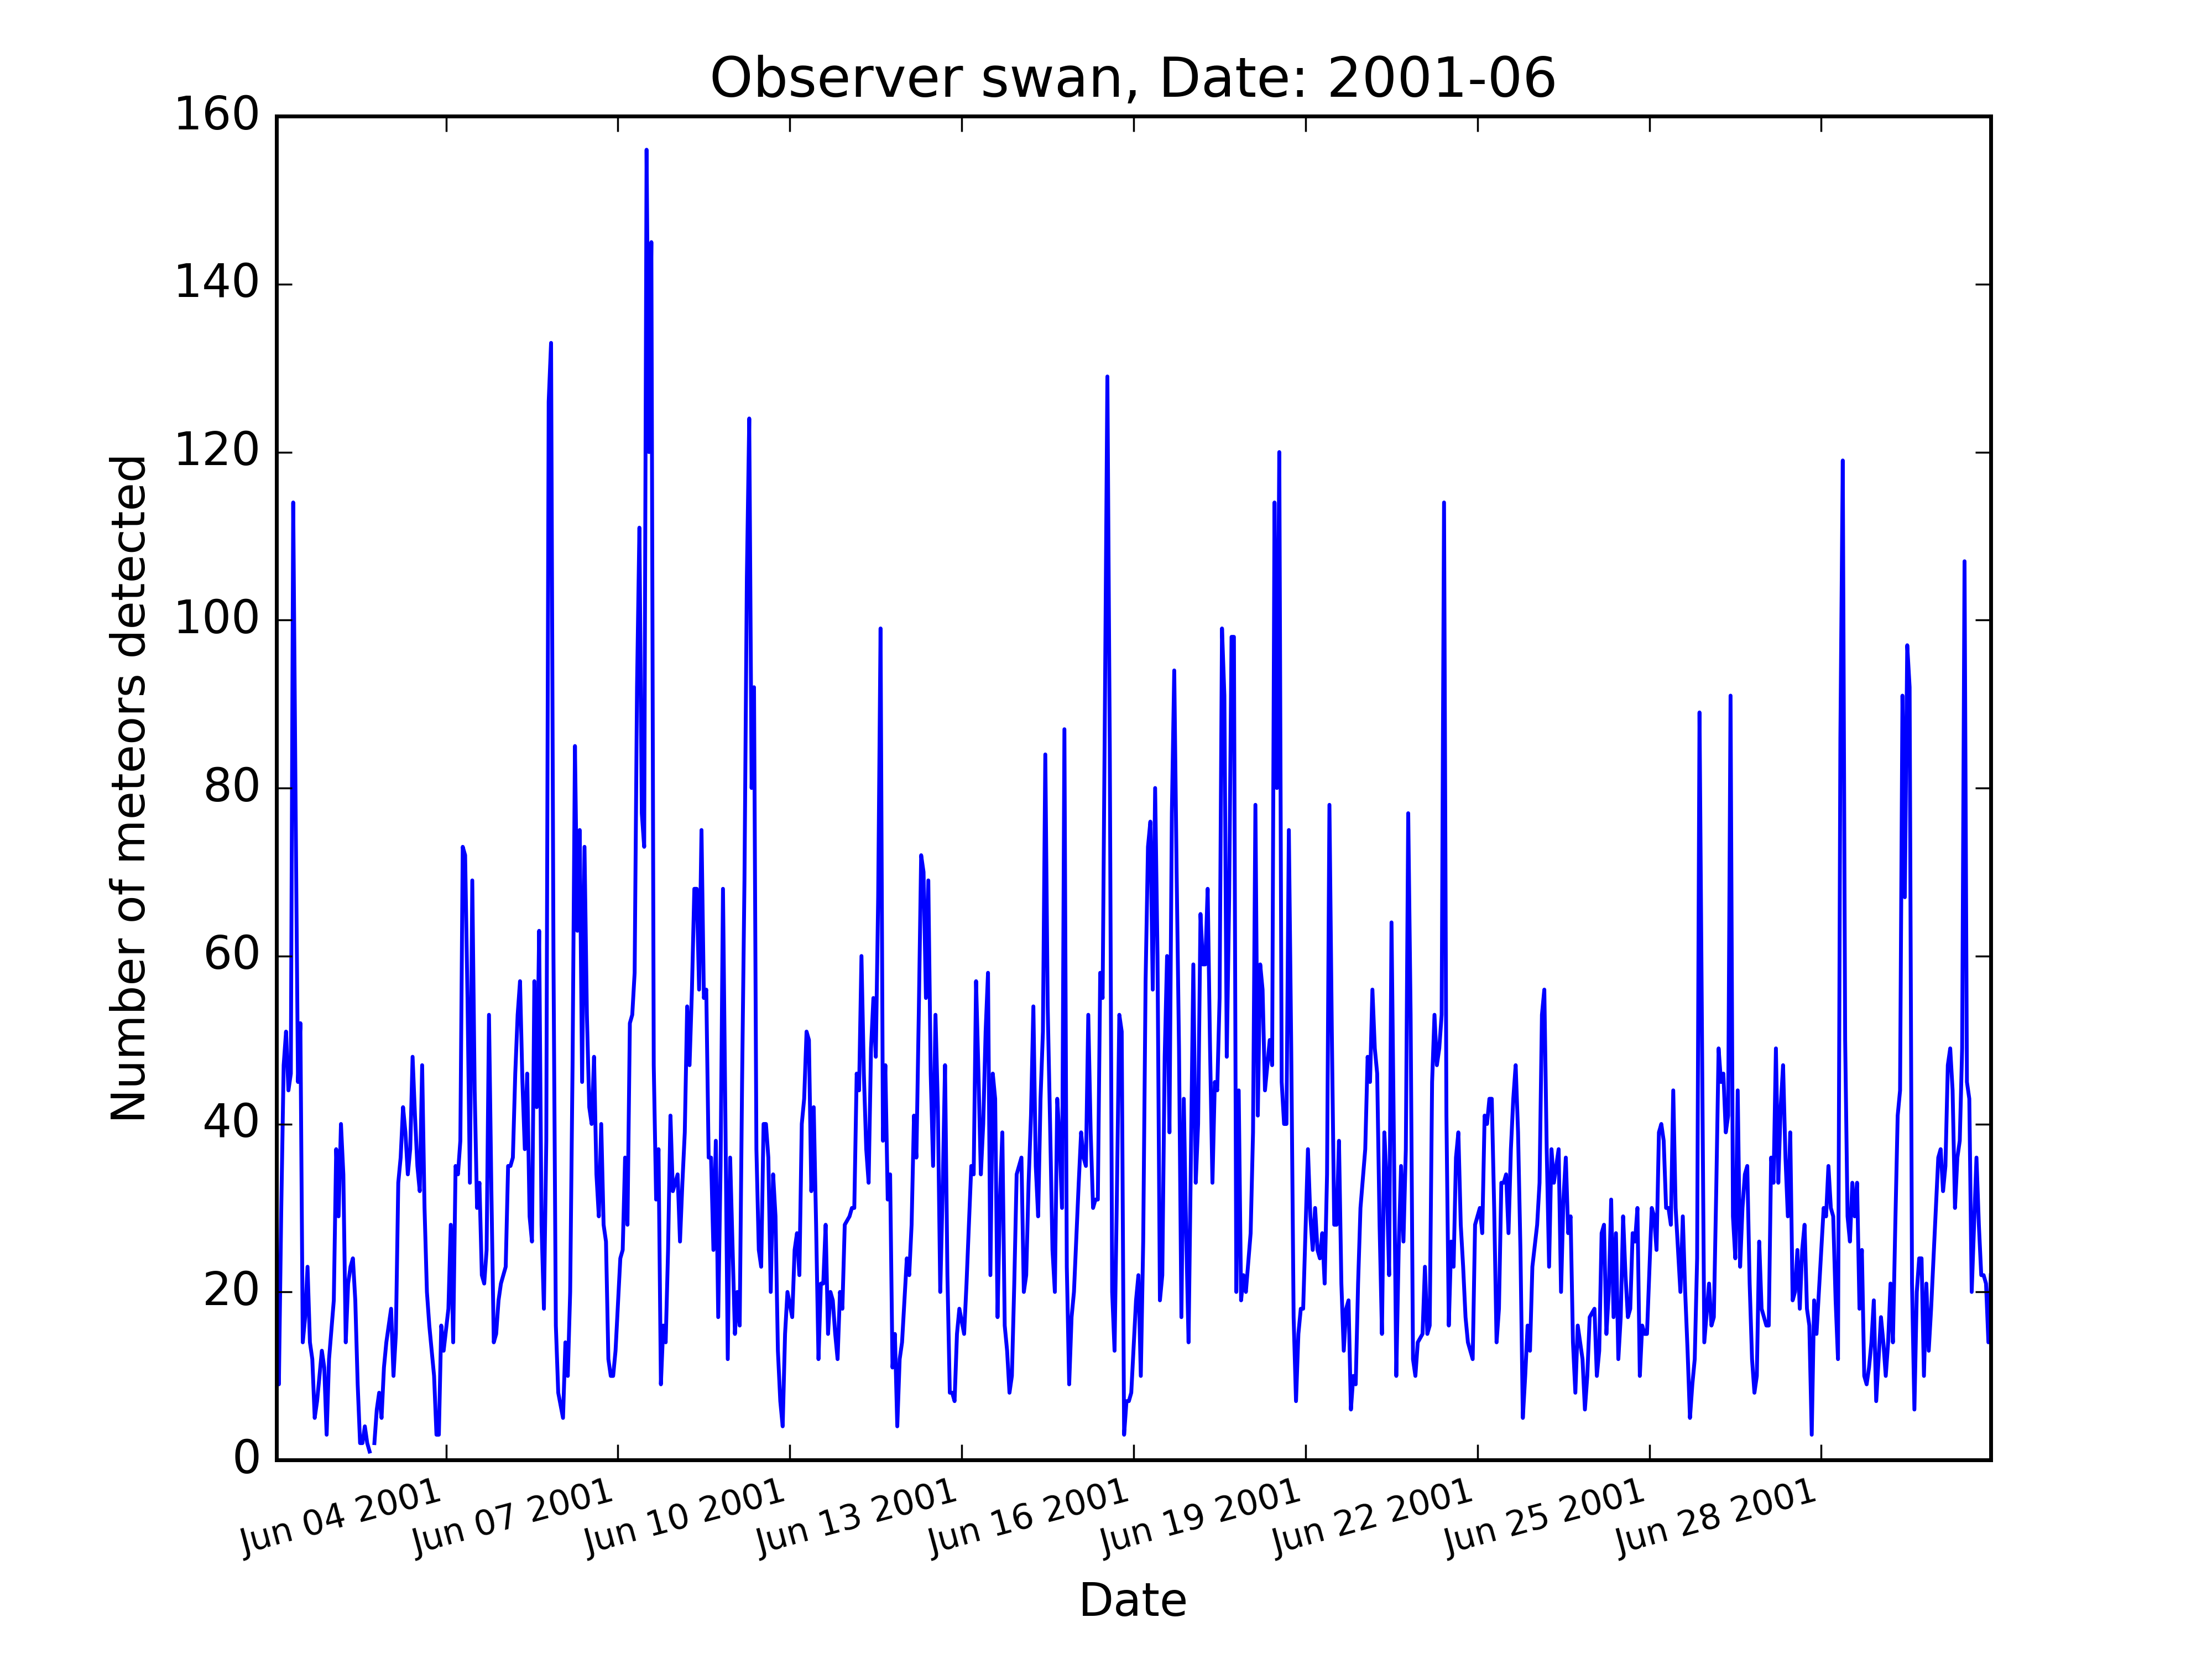 Observer swan, Date: 2001-06
160
140
120
100
80
60
40
20
0
Number of meteors detected
Jun 04 2001
Jun 07 2001
Jun 10 2001
Jun 13 2001
Jun 16 2001
Jun 19 2001
Jun 22 2001
Jun 25 2001
Jun 28 2001
Date